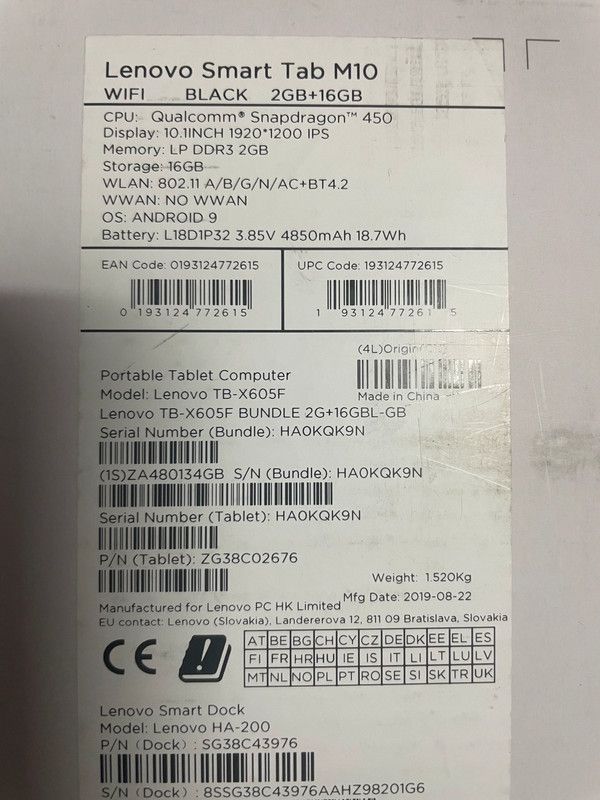 Lenovo Smart Tab M10
WIFI BLACK 2GB+16GB
CPU: Qualcomm® Snapdragon™ 450
Display: 10.1INCH 1920*1200 IPS
Memory: LP DDR3 2GB
Storage: 16GB
WLAN: 802.11 A/B/G/N/AC+BT4.2
WWAN: NO WWAN
OS: ANDROID 9
Battery: L18D1P32 3.85V 4850mAh 18.7Wh
EAN Code: 0193124772615
UPC Code: 193124772615
0 193124 772615
1 93124 77261 5
(4L)Origin
Made in China
Portable Tablet Computer
Model: Lenovo TB-X605F
Lenovo TB-X605F BUNDLE 2G+16GBL-GB
Serial Number (Bundle): HA0KQK9N
(1S)ZA480134GB S/N (Bundle): HA0KQK9N
Serial Number (Tablet): HA0KQK9N
P/N (Tablet): ZG38C02676
Weight: 1.520Kg
Mfg Date: 2019-08-22
Manufactured for Lenovo PC HK Limited
EU contact: Lenovo (Slovakia), Landererova 12, 811 09 Bratislava, Slovakia
CE
AT BE BG CH CY CZ DE DK EE EL ES
FI FR HR HU IE IS IT LI LT LU LV
MT NL NO PL PT RO SE SI SK TR UK
Lenovo Smart Dock
Model: Lenovo HA-200
P/N (Dock) : SG38C43976
S/N (Dock) : 8SSG38C43976AAHZ98201G6